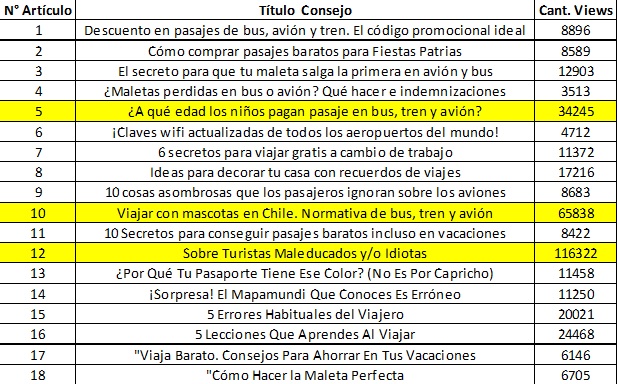 N° Artículo Título Consejo Cant. Views
1 Descuento en pasajes de bus, avión y tren. El código promocional ideal 8896
2 Cómo comprar pasajes baratos para Fiestas Patrias 8589
3 El secreto para que tu maleta salga la primera en avión y bus 12903
4 ¿Maletas perdidas en bus o avión? Qué hacer e indemnizaciones 3513
5 ¿A qué edad los niños pagan pasaje en bus, tren y avión? 34245
6 ¡Claves wifi actualizadas de todos los aeropuertos del mundo! 4712
7 6 secretos para viajar gratis a cambio de trabajo 11372
8 Ideas para decorar tu casa con recuerdos de viajes 17216
9 10 cosas asombrosas que los pasajeros ignoran sobre los aviones 8683
10 Viajar con mascotas en Chile. Normativa de bus, tren y avión 65838
11 10 Secretos para conseguir pasajes baratos incluso en vacaciones 8422
12 Sobre Turistas Maleducados y/o Idiotas 116322
13 ¿Por Qué Tu Pasaporte Tiene Ese Color? (No Es Por Capricho) 11458
14 ¡Sorpresa! El Mapamundi Que Conoces Es Erróneo 11250
15 5 Errores Habituales del Viajero 20021
16 5 Lecciones Que Aprendes Al Viajar 24468
17 "Viaja Barato. Consejos Para Ahorrar En Tus Vacaciones 6146
18 "Cómo Hacer la Maleta Perfecta 6705